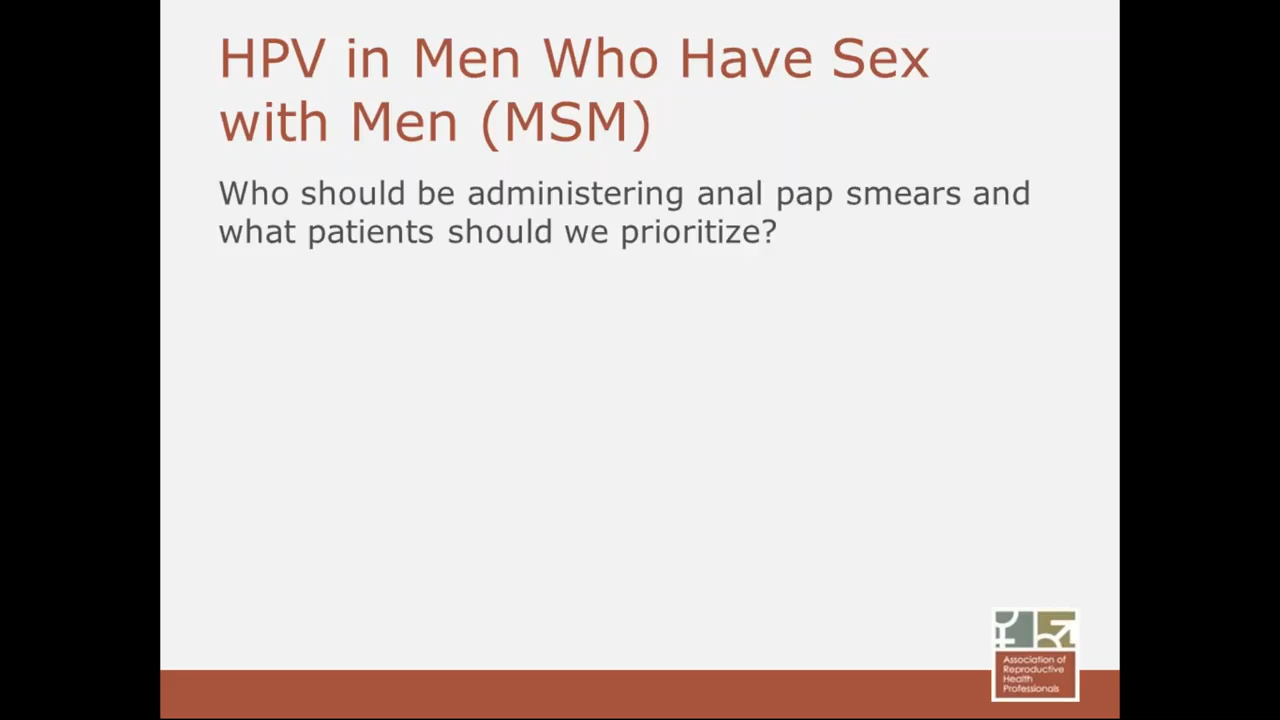 HPV in Men Who Have Sex
with Men (MSM)
Who should be administering anal pap smears and
what patients should we prioritize?
Association of
Reproductive
Health
Professionals